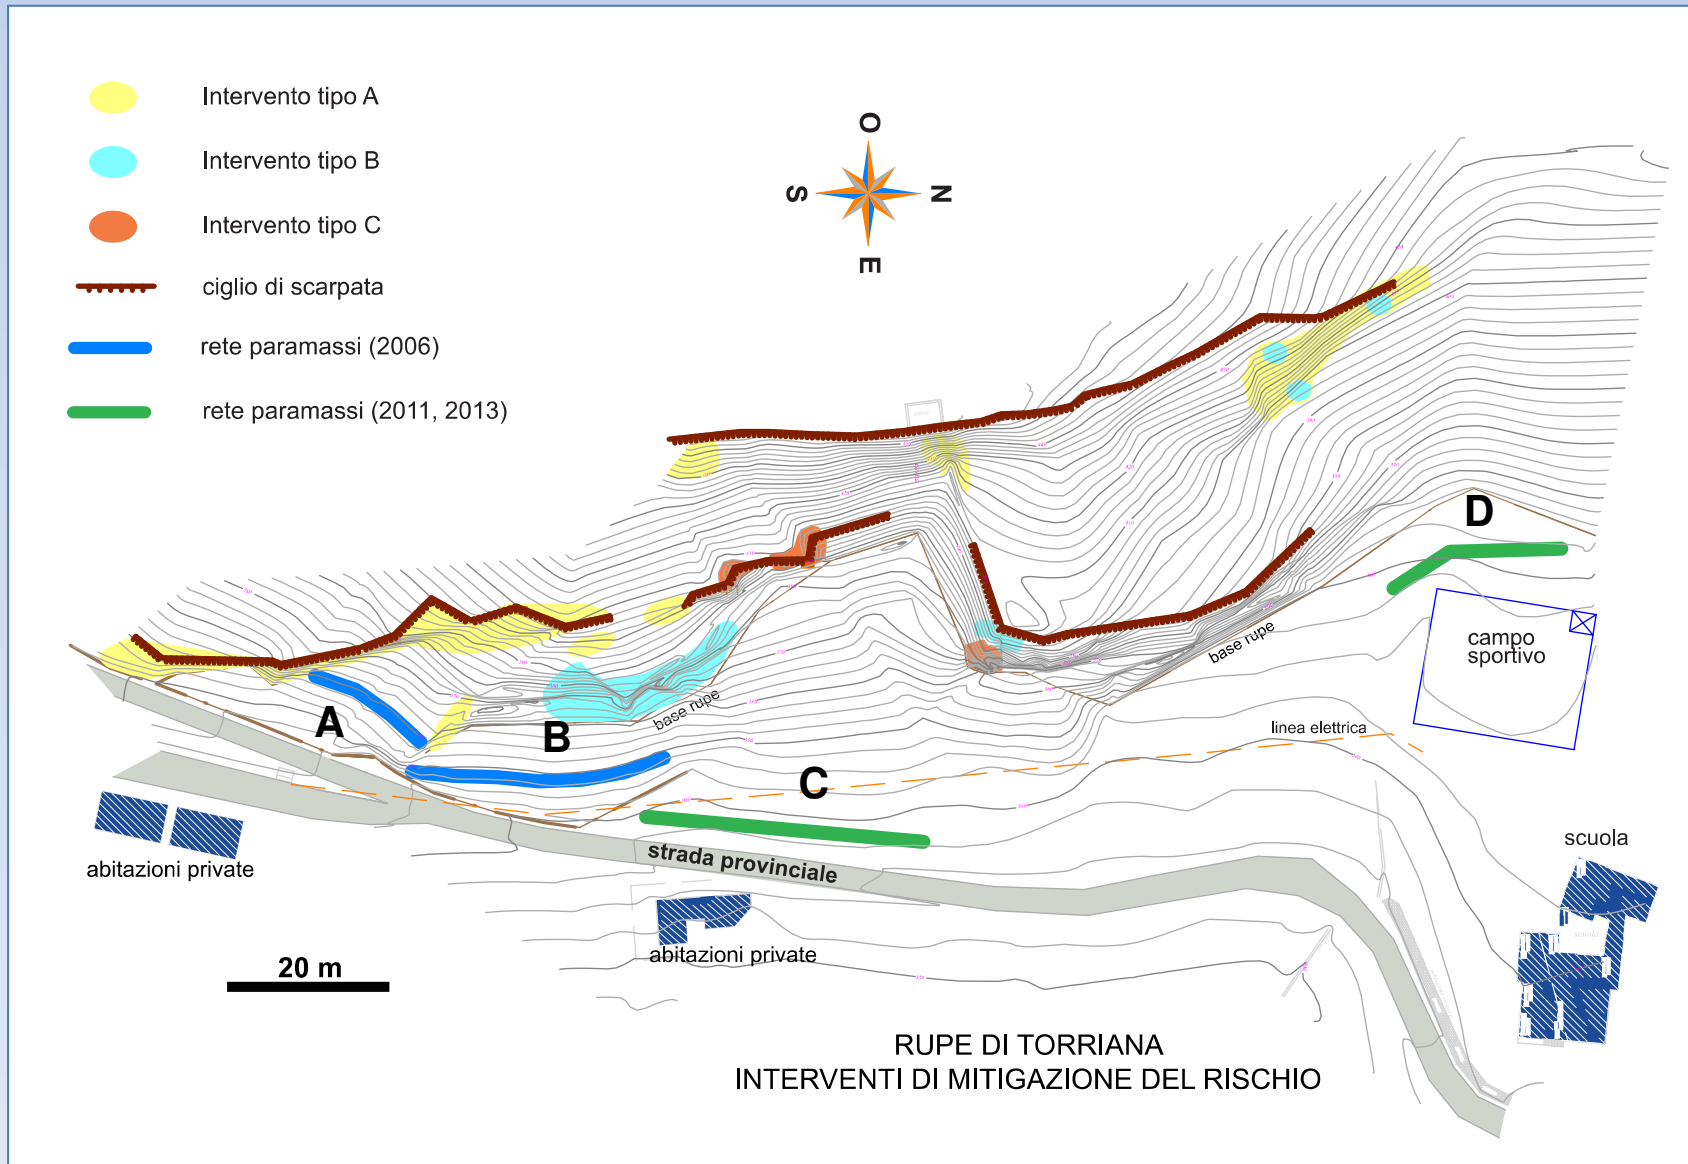 Intervento tipo A
Intervento tipo B
Intervento tipo C
ciglio di scarpata
rete paramassi (2006)
rete paramassi (2011, 2013)
O
S
N
E
D
campo
sportivo
base rupe
base rupe
A
B
linea elettrica
C
scuola
scuola
strada provinciale
abitazioni private
abitazioni private
20 m
RUPE DI TORRIANA
INTERVENTI DI MITIGAZIONE DEL RISCHIO